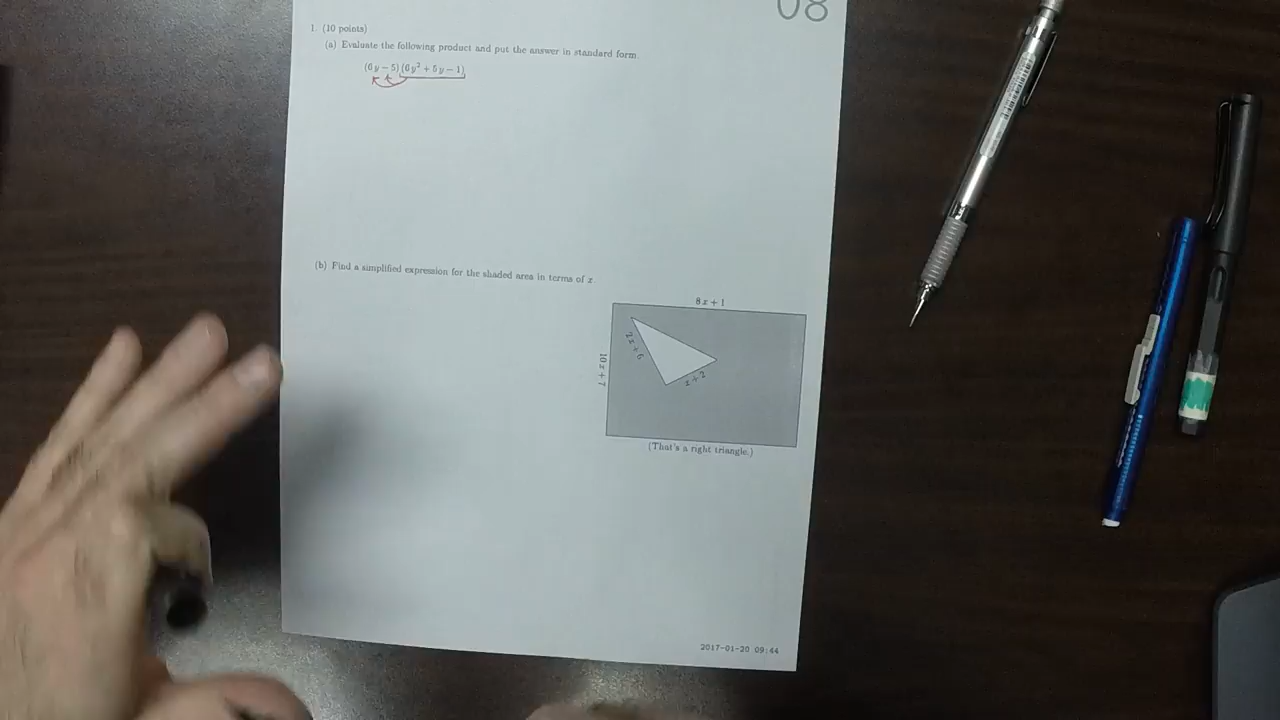 08
1. (10 points)
(a) Evaluate the following product and put the answer in standard form.
(6y − 5)(6y² + 5y − 1)
(b) Find a simplified expression for the shaded area in terms of x.
8x + 1
2x + 6
10x + 7
x + 2
(That's a right triangle.)
2017-01-20 09:44